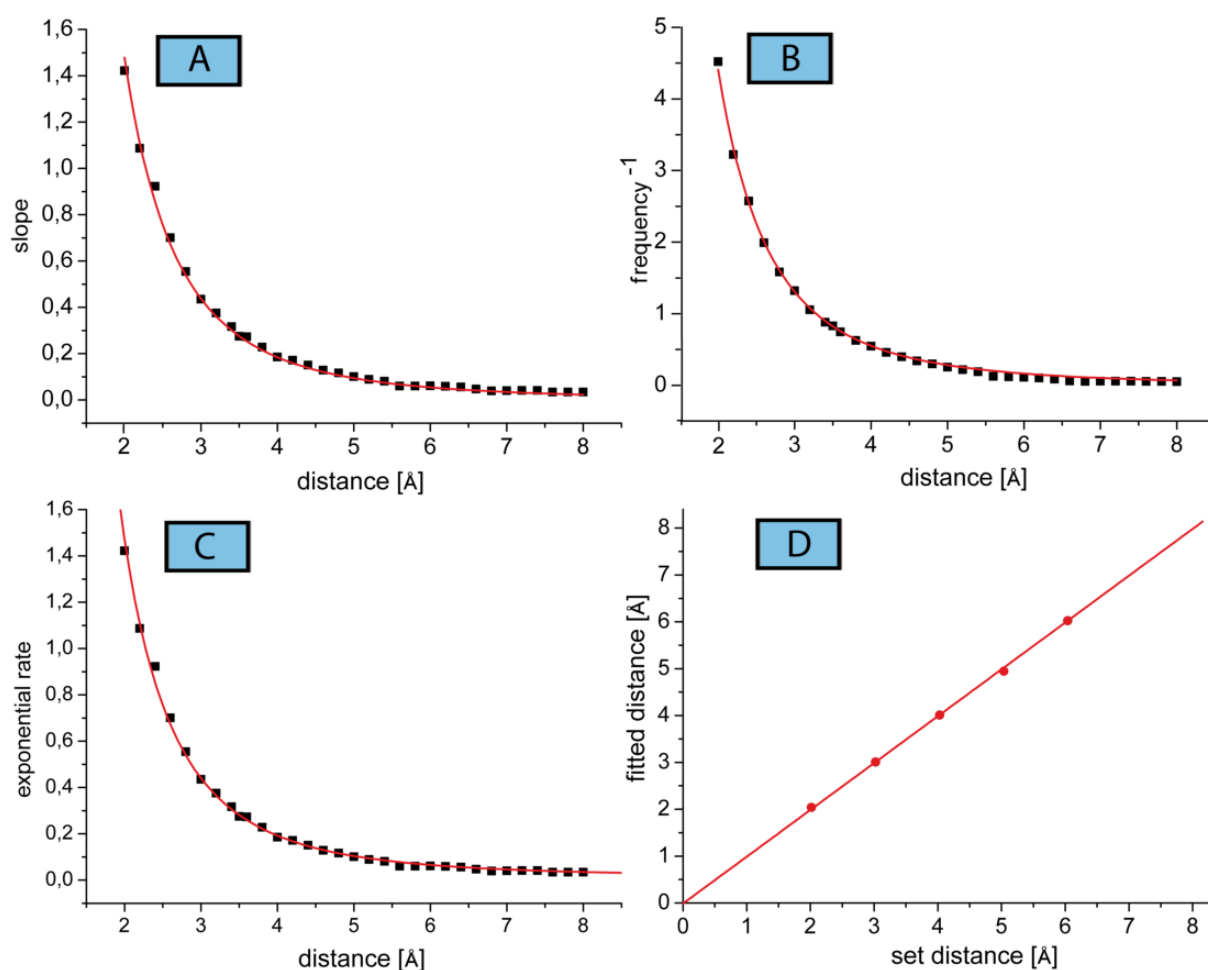 A
1,6
1,4
1,2
1,0
0,8
0,6
0,4
0,2
0,0
slope
2 3 4 5 6 7 8
distance [Å]
B
5
4
3
2
1
0
frequency⁻¹
2 3 4 5 6 7 8
distance [Å]
C
1,6
1,4
1,2
1,0
0,8
0,6
0,4
0,2
0,0
exponential rate
2 3 4 5 6 7 8
distance [Å]
D
8
7
6
5
4
3
2
1
0
fitted distance [Å]
0 1 2 3 4 5 6 7 8
set distance [Å]